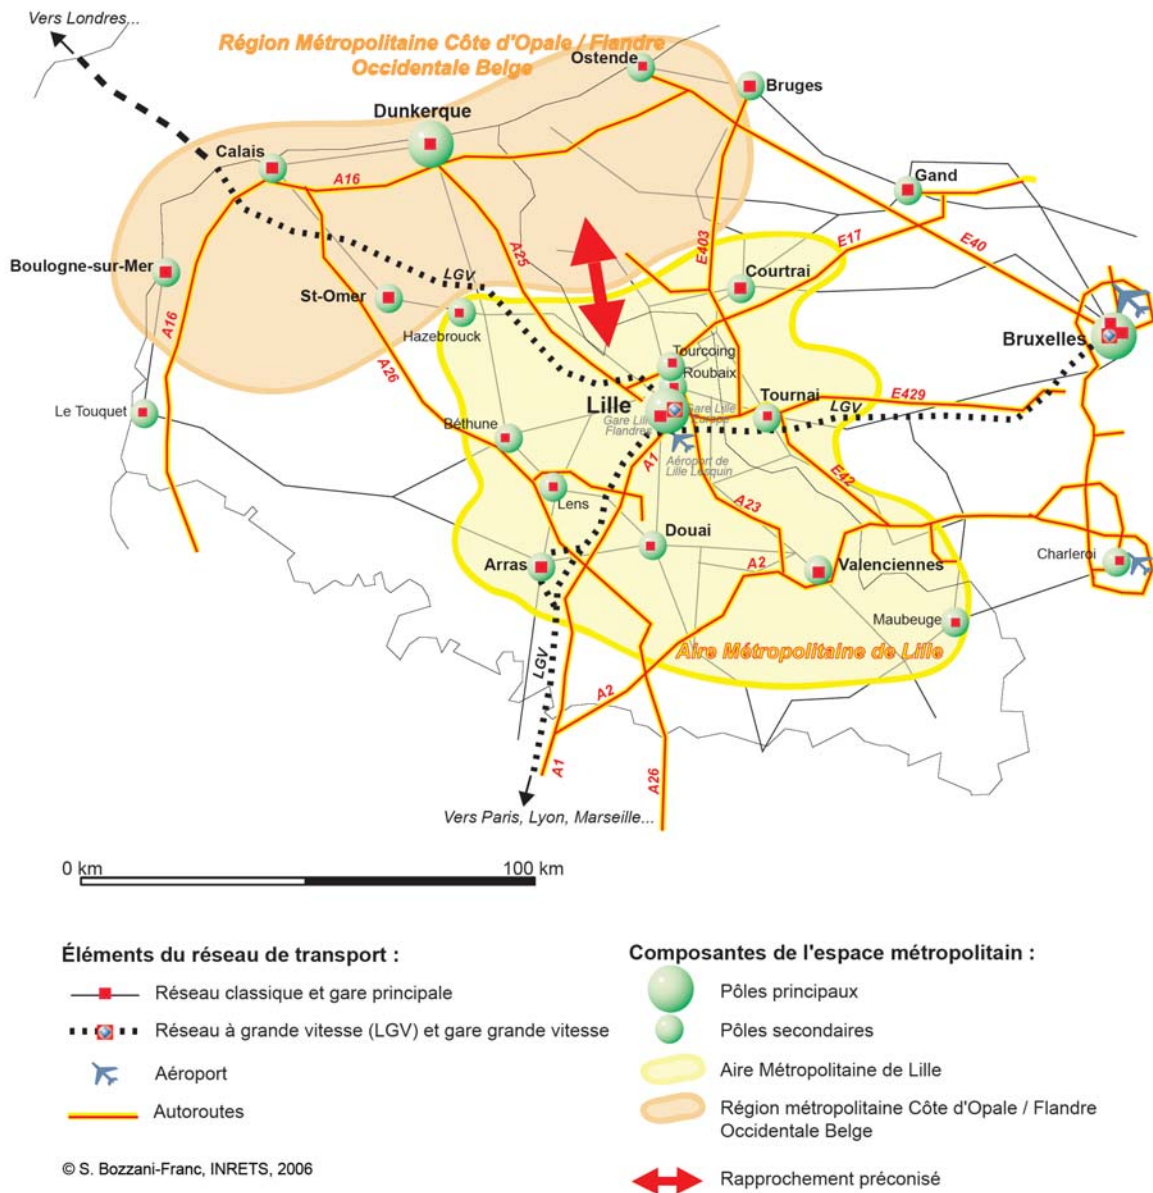 Vers Londres...
Région Métropolitaine Côte d'Opale / Flandre
Occidentale Belge
Ostende
Bruges
Dunkerque
Calais
A16
Gand
A25
E403
E17
E40
Boulogne-sur-Mer
LGV
Courtrai
St-Omer
A16
Hazebrouck
Bruxelles
A26
Tourcoing
Roubaix
Le Touquet
Lille
Tournai
E429
LGV
Gare Lille
Europe
Gare Lille
Flandres
Béthune
A1
Aéroport de
Lille Lesquin
E42
Lens
A23
Douai
Arras
A2
Valenciennes
Charleroi
Maubeuge
Aire Métropolitaine de Lille
LGV
A2
A1
A26
Vers Paris, Lyon, Marseille...
0 km
100 km
Éléments du réseau de transport :
Réseau classique et gare principale
Réseau à grande vitesse (LGV) et gare grande vitesse
Aéroport
Autoroutes
© S. Bozzani-Franc, INRETS, 2006
Composantes de l'espace métropolitain :
Pôles principaux
Pôles secondaires
Aire Métropolitaine de Lille
Région métropolitaine Côte d'Opale / Flandre
Occidentale Belge
Rapprochement préconisé